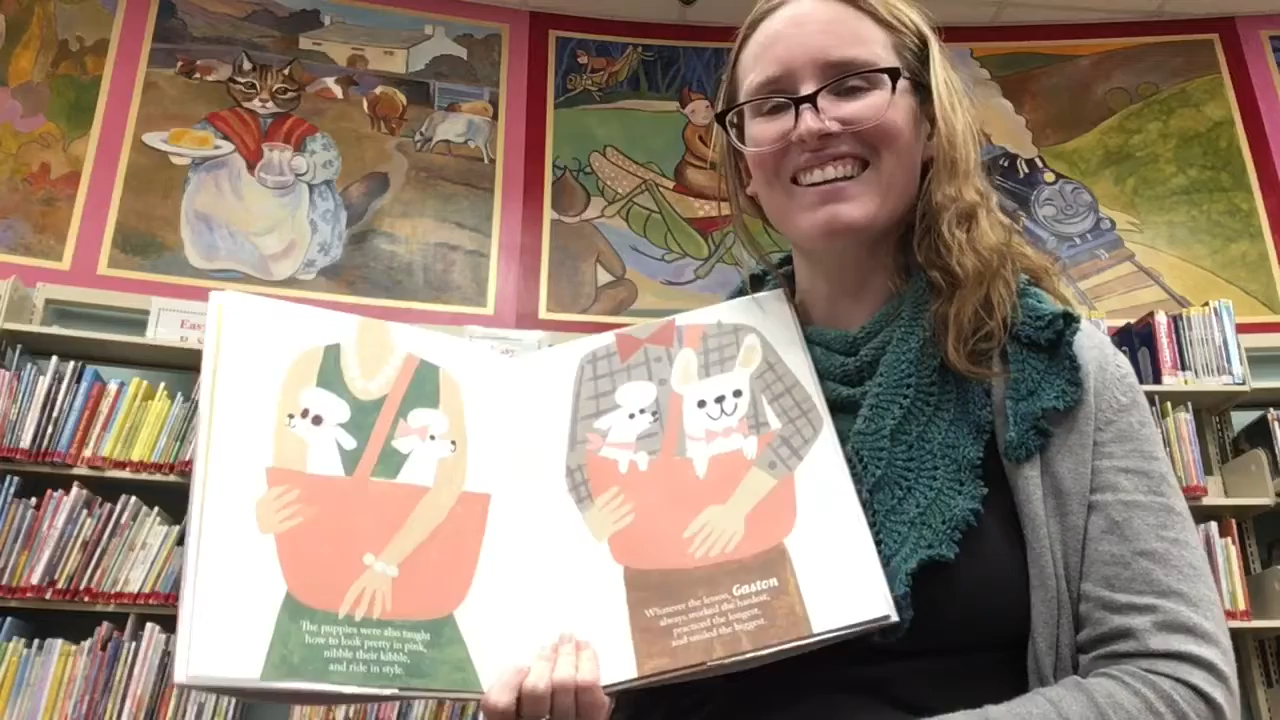 Easy
The puppies were also taught
how to look pretty in pink,
nibble their kibble,
and ride in style.
Whatever the lesson, Gaston
always worked the hardest,
practiced the longest,
and smiled the biggest.